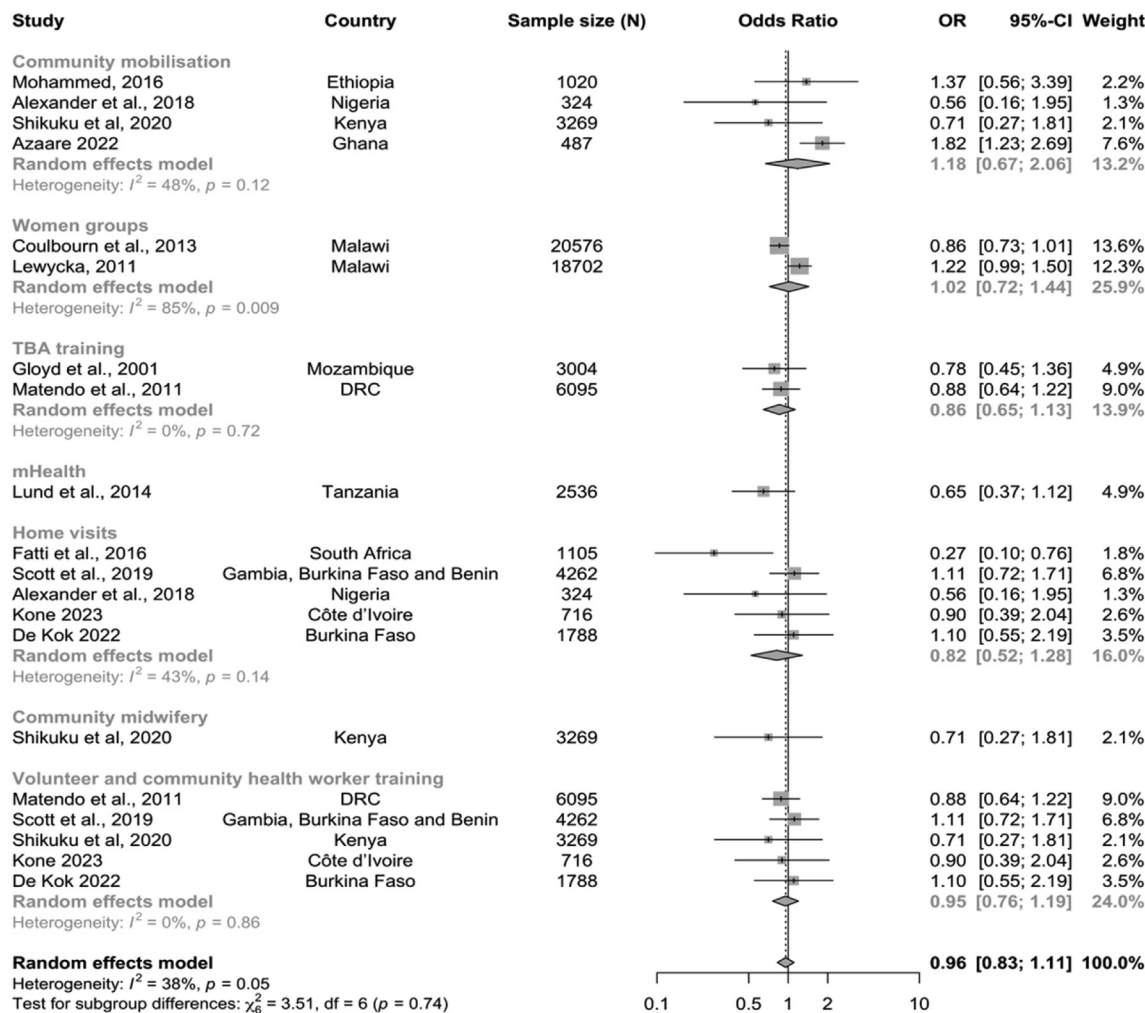 Study Country Sample size (N) Odds Ratio OR 95%-CI Weight
Community mobilisation
Mohammed, 2016 Ethiopia 1020 1.37 [0.56; 3.39] 2.2%
Alexander et al., 2018 Nigeria 324 0.56 [0.16; 1.95] 1.3%
Shikuku et al, 2020 Kenya 3269 0.71 [0.27; 1.81] 2.1%
Azaare 2022 Ghana 487 1.82 [1.23; 2.69] 7.6%
Random effects model 1.18 [0.67; 2.06] 13.2%
Heterogeneity: I² = 48%, p = 0.12
Women groups
Coulbourn et al., 2013 Malawi 20576 0.86 [0.73; 1.01] 13.6%
Lewycka, 2011 Malawi 18702 1.22 [0.99; 1.50] 12.3%
Random effects model 1.02 [0.72; 1.44] 25.9%
Heterogeneity: I² = 85%, p = 0.009
TBA training
Gloyd et al., 2001 Mozambique 3004 0.78 [0.45; 1.36] 4.9%
Matendo et al., 2011 DRC 6095 0.88 [0.64; 1.22] 9.0%
Random effects model 0.86 [0.65; 1.13] 13.9%
Heterogeneity: I² = 0%, p = 0.72
mHealth
Lund et al., 2014 Tanzania 2536 0.65 [0.37; 1.12] 4.9%
Home visits
Fatti et al., 2016 South Africa 1105 0.27 [0.10; 0.76] 1.8%
Scott et al., 2019 Gambia, Burkina Faso and Benin 4262 1.11 [0.72; 1.71] 6.8%
Alexander et al., 2018 Nigeria 324 0.56 [0.16; 1.95] 1.3%
Kone 2023 Côte d'Ivoire 716 0.90 [0.39; 2.04] 2.6%
De Kok 2022 Burkina Faso 1788 1.10 [0.55; 2.19] 3.5%
Random effects model 0.82 [0.52; 1.28] 16.0%
Heterogeneity: I² = 43%, p = 0.14
Community midwifery
Shikuku et al, 2020 Kenya 3269 0.71 [0.27; 1.81] 2.1%
Volunteer and community health worker training
Matendo et al., 2011 DRC 6095 0.88 [0.64; 1.22] 9.0%
Scott et al., 2019 Gambia, Burkina Faso and Benin 4262 1.11 [0.72; 1.71] 6.8%
Shikuku et al, 2020 Kenya 3269 0.71 [0.27; 1.81] 2.1%
Kone 2023 Côte d'Ivoire 716 0.90 [0.39; 2.04] 2.6%
De Kok 2022 Burkina Faso 1788 1.10 [0.55; 2.19] 3.5%
Random effects model 0.95 [0.76; 1.19] 24.0%
Heterogeneity: I² = 0%, p = 0.86
Random effects model 0.96 [0.83; 1.11] 100.0%
Heterogeneity: I² = 38%, p = 0.05
Test for subgroup differences: χ²₆ = 3.51, df = 6 (p = 0.74)
0.1 0.5 1 2 10